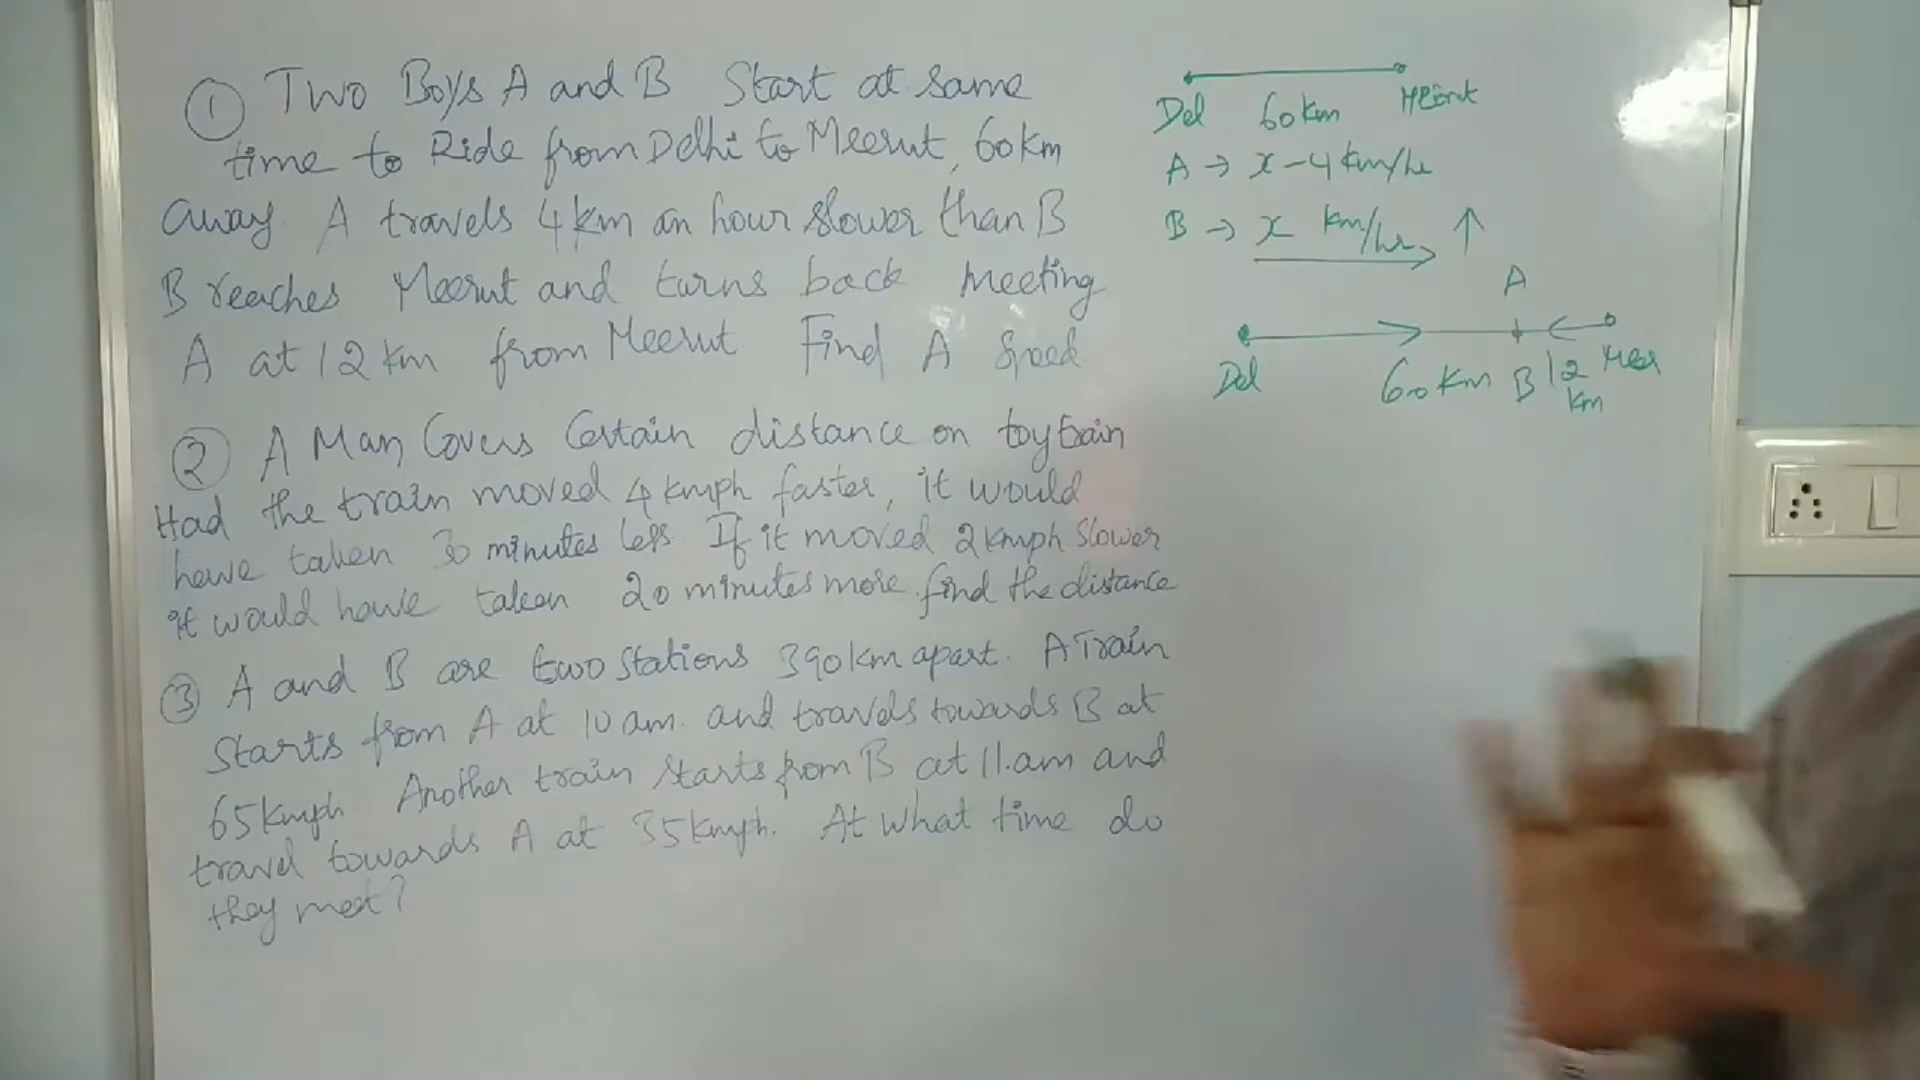 ① Two Boys A and B Start at same
time to Ride from Delhi to Meerut, 60km
away. A travels 4km an hour slower than B
B reaches Meerut and turns back meeting
A at 12 km from Meerut Find A Speed
② A Man Covers Certain distance on toytrain
Had the train moved 4 kmph faster, it would
have taken 30 minutes less If it moved 2kmph slower
it would have taken 20 minutes more. find the distance
③ A and B are two stations 390km apart. A Train
Starts from A at 10 am. and travels towards B at
65kmph. Another train starts from B at 11.am and
travel towards A at 35kmph. At what time do
they meet?
Del 60km Meerut
A → x-4 km/hr
B → x km/hr ↑
A
Del 60km B 12 Meer
km